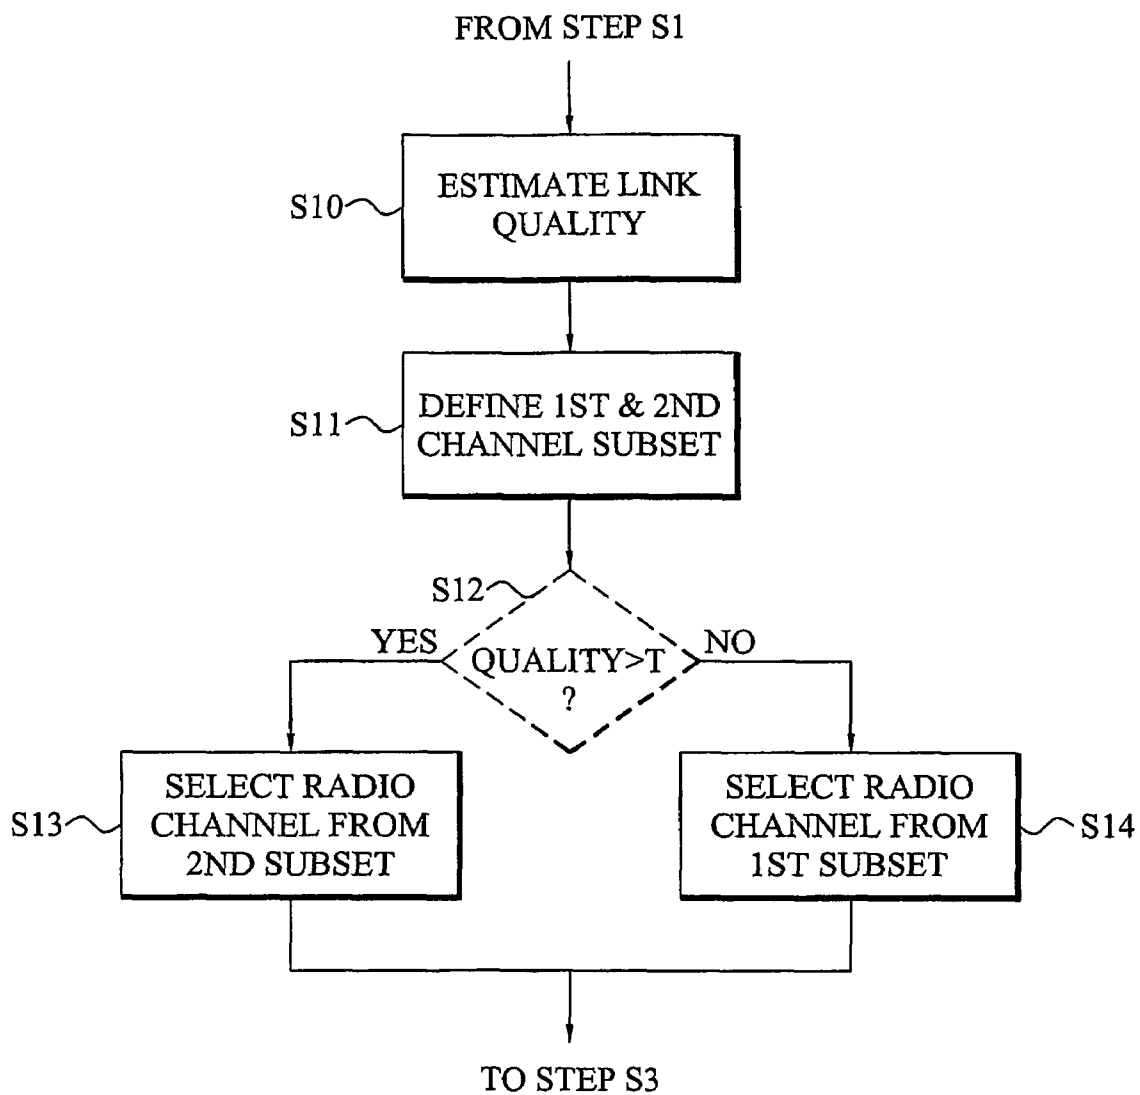 FROM STEP S1
S10
ESTIMATE LINK
QUALITY
S11
DEFINE 1ST & 2ND
CHANNEL SUBSET
S12
YES
QUALITY>T
?
NO
S13
SELECT RADIO
CHANNEL FROM
2ND SUBSET
SELECT RADIO
CHANNEL FROM
1ST SUBSET
S14
TO STEP S3